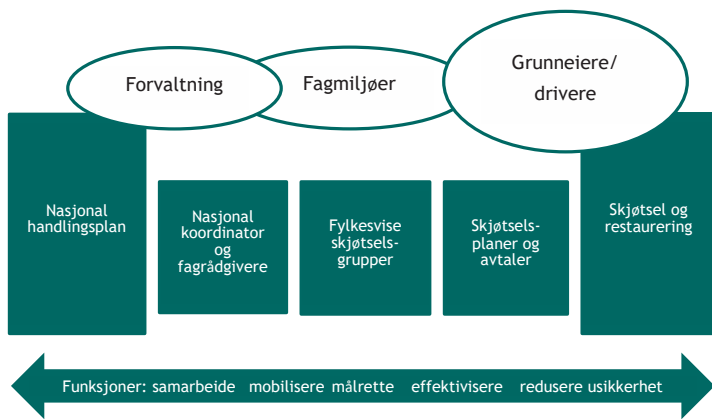 Forvaltning
Fagmiljøer
Grunneiere/
drivere
Nasjonal
handlingsplan
Nasjonal
koordinator
og
fagrådgivere
Fylkesvise
skjøtsels-
grupper
Skjøtsels-
planer og
avtaler
Skjøtsel og
restaurering
Funksjoner: samarbeide mobilisere målrette effektivisere redusere usikkerhet